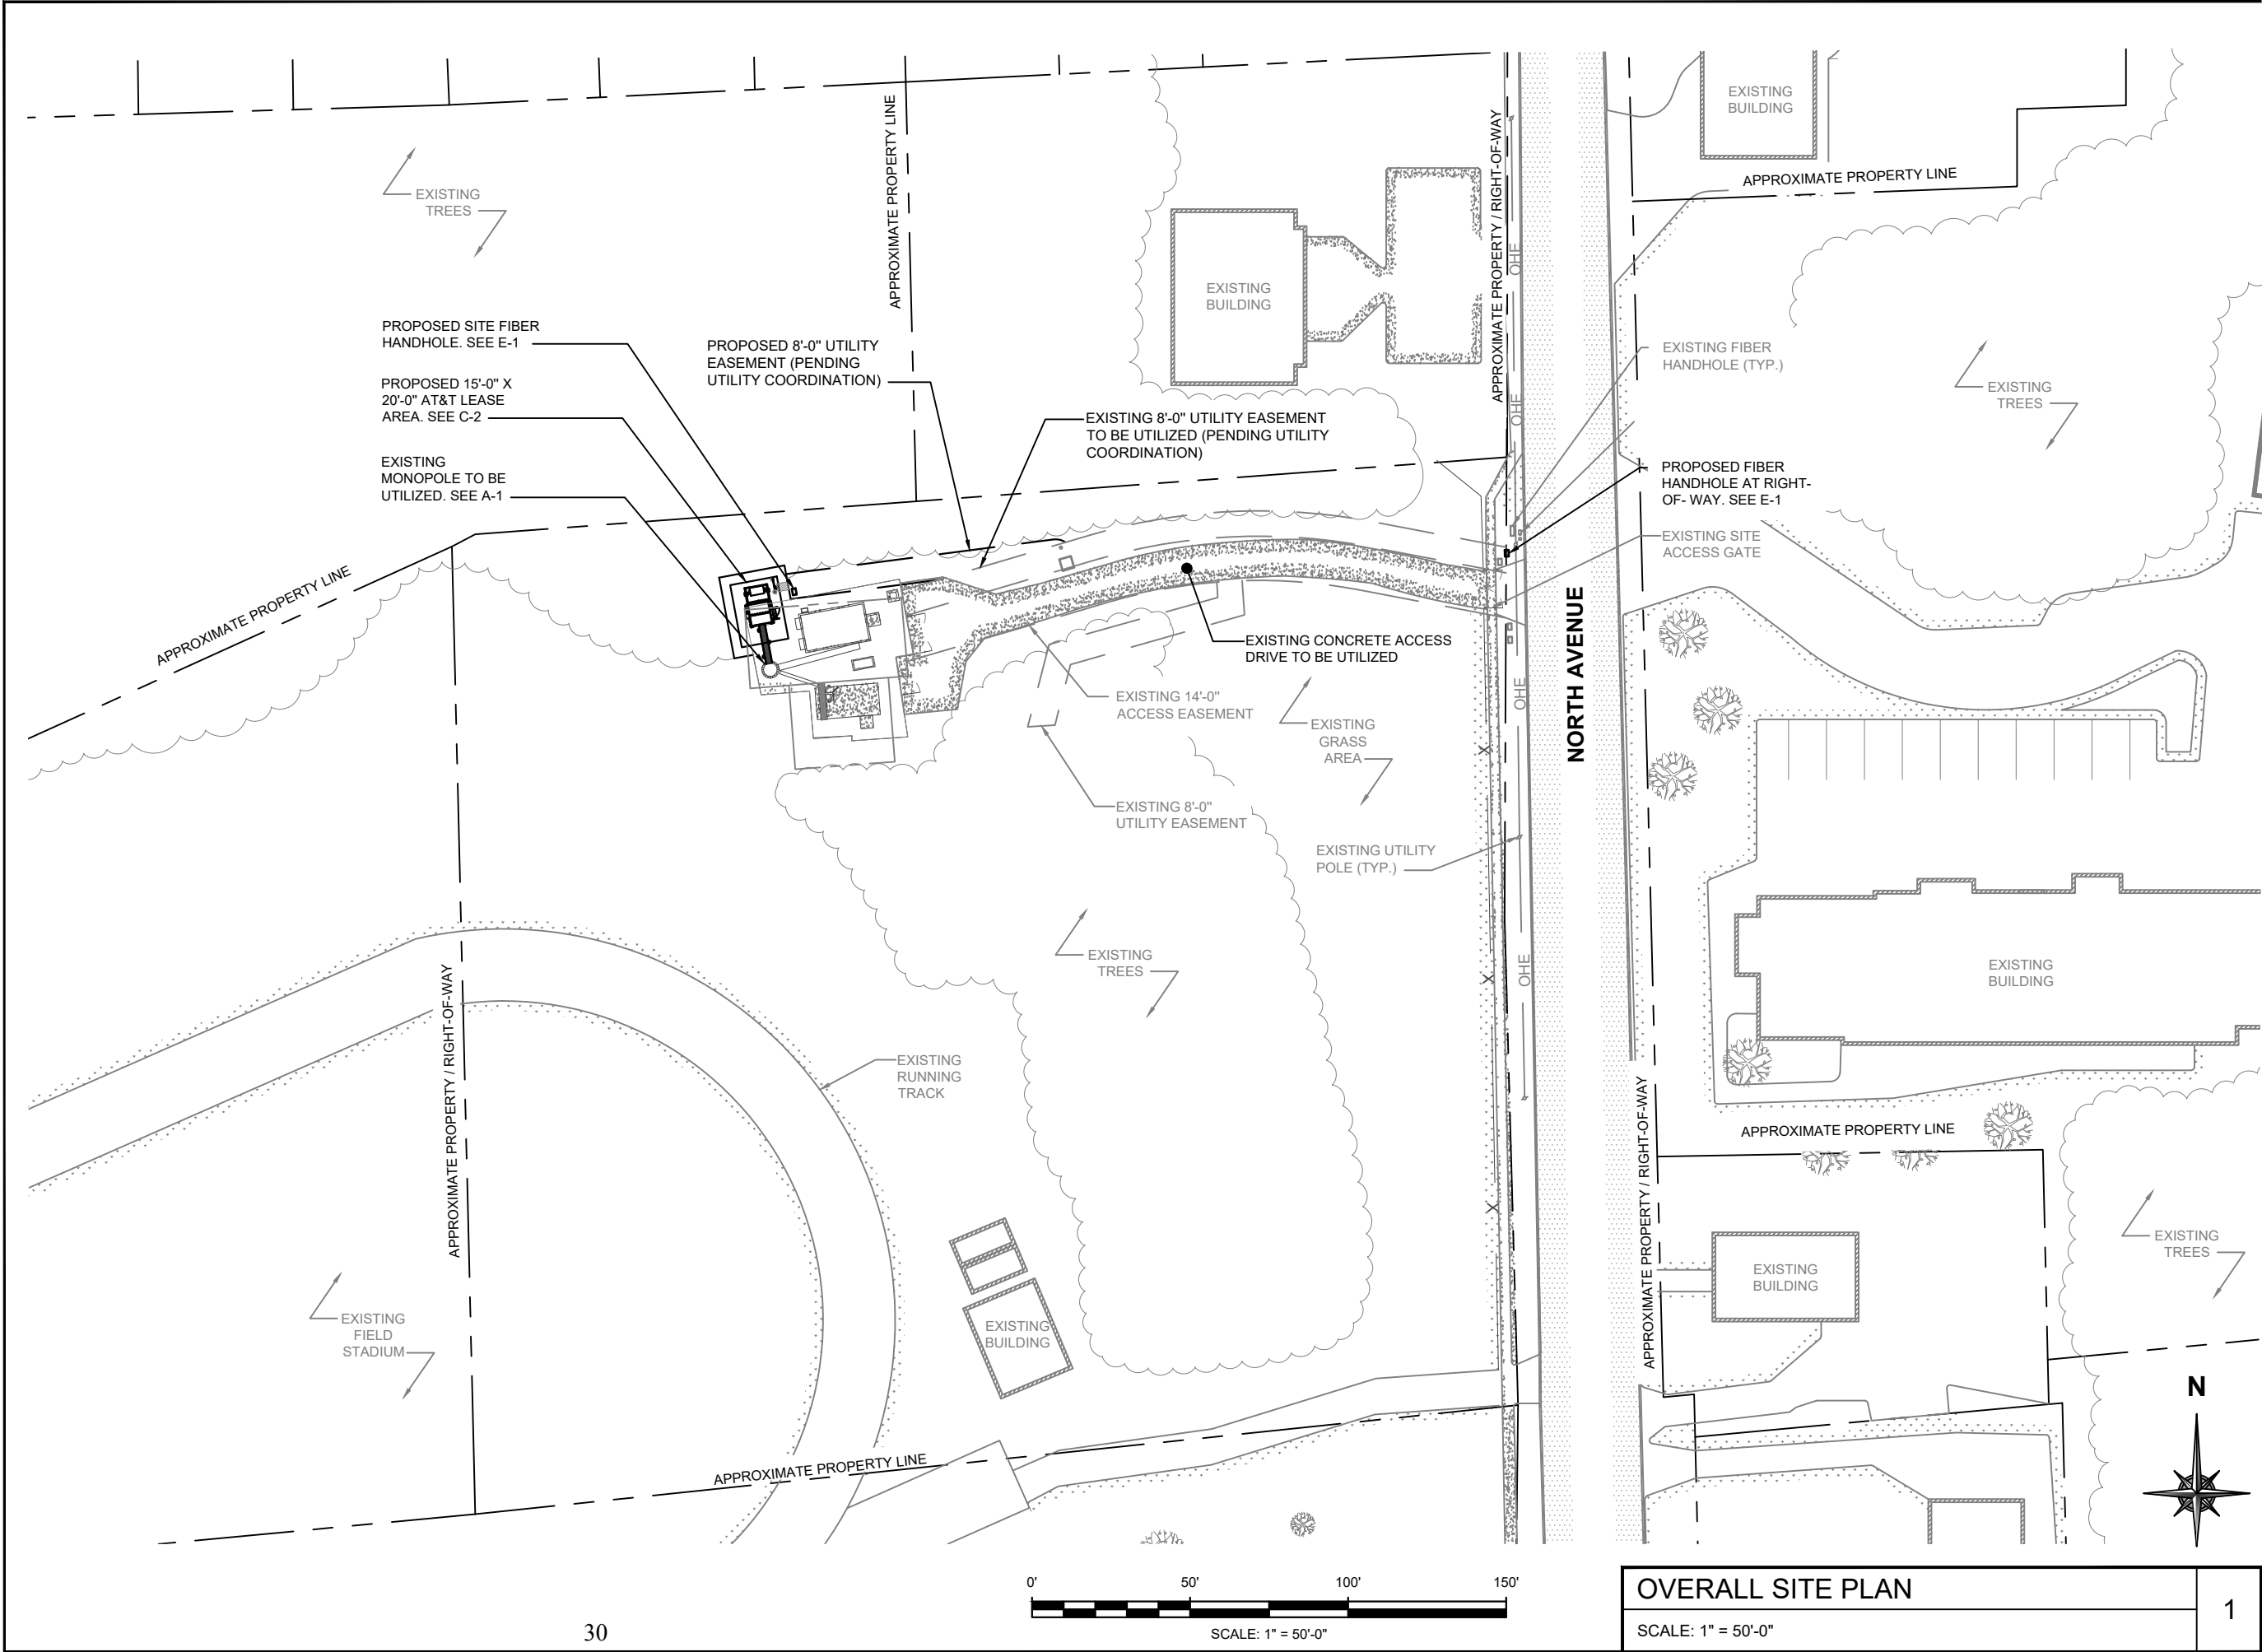 EXISTING
BUILDING
APPROXIMATE PROPERTY LINE
APPROXIMATE PROPERTY / RIGHT-OF-WAY
APPROXIMATE PROPERTY LINE
EXISTING
TREES
OHE
EXISTING
BUILDING
PROPOSED SITE FIBER
HANDHOLE. SEE E-1
PROPOSED 8'-0" UTILITY
EASEMENT (PENDING
UTILITY COORDINATION)
EXISTING FIBER
HANDHOLE (TYP.)
EXISTING
TREES
PROPOSED 15'-0" X
20'-0" AT&T LEASE
AREA. SEE C-2
OHE
EXISTING 8'-0" UTILITY EASEMENT
TO BE UTILIZED (PENDING UTILITY
COORDINATION)
EXISTING
MONOPOLE TO BE
UTILIZED. SEE A-1
PROPOSED FIBER
HANDHOLE AT RIGHT-
OF- WAY. SEE E-1
EXISTING SITE
ACCESS GATE
APPROXIMATE PROPERTY LINE
NORTH AVENUE
EXISTING CONCRETE ACCESS
DRIVE TO BE UTILIZED
EXISTING 14'-0"
ACCESS EASEMENT
OHE
EXISTING
GRASS
AREA
X
EXISTING 8'-0"
UTILITY EASEMENT
EXISTING UTILITY
POLE (TYP.)
EXISTING
TREES
OHE
X
EXISTING
BUILDING
APPROXIMATE PROPERTY / RIGHT-OF-WAY
EXISTING
RUNNING
TRACK
APPROXIMATE PROPERTY / RIGHT-OF-WAY
APPROXIMATE PROPERTY LINE
X
EXISTING
TREES
EXISTING
BUILDING
EXISTING
FIELD
STADIUM
EXISTING
BUILDING
N
APPROXIMATE PROPERTY LINE
0' 50' 100' 150'
SCALE: 1" = 50'-0"
OVERALL SITE PLAN
SCALE: 1" = 50'-0"
1
30